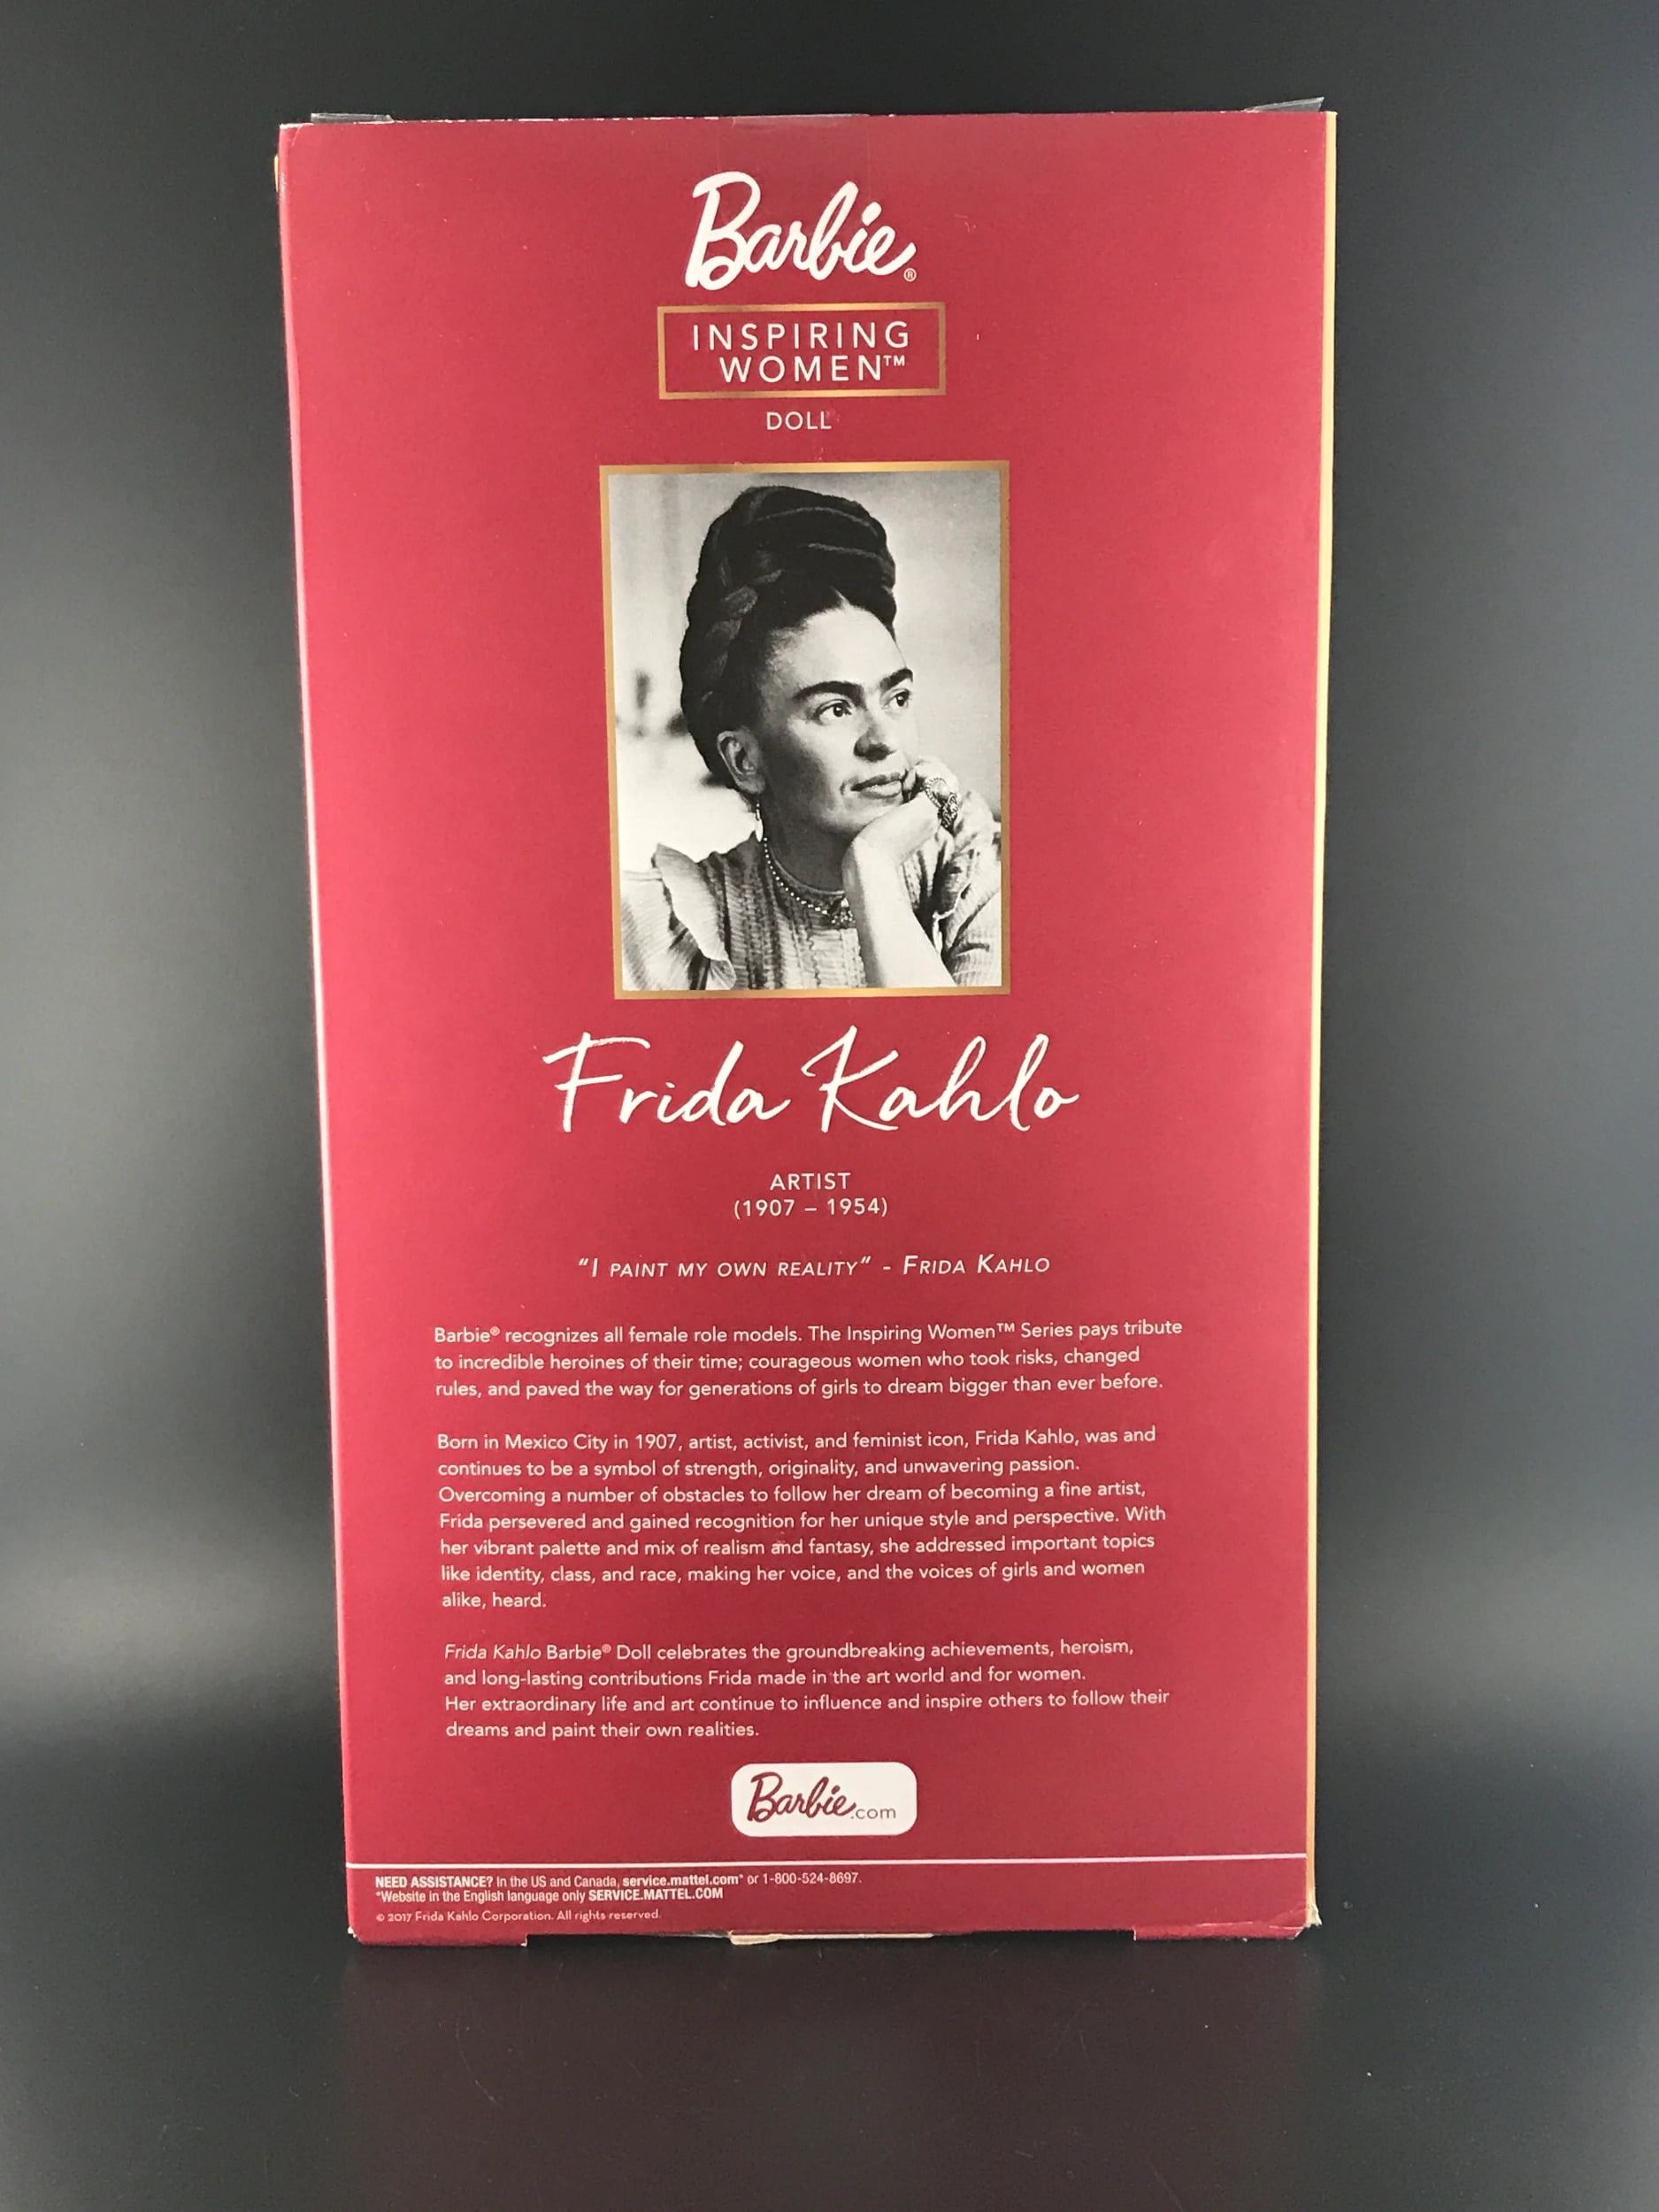 Barbie®
INSPIRING
WOMEN™
DOLL
Frida Kahlo
ARTIST
(1907 – 1954)
"I PAINT MY OWN REALITY" - FRIDA KAHLO
Barbie® recognizes all female role models. The Inspiring Women™ Series pays tribute
to incredible heroines of their time; courageous women who took risks, changed
rules, and paved the way for generations of girls to dream bigger than ever before.
Born in Mexico City in 1907, artist, activist, and feminist icon, Frida Kahlo, was and
continues to be a symbol of strength, originality, and unwavering passion.
Overcoming a number of obstacles to follow her dream of becoming a fine artist,
Frida persevered and gained recognition for her unique style and perspective. With
her vibrant palette and mix of realism and fantasy, she addressed important topics
like identity, class, and race, making her voice, and the voices of girls and women
alike, heard.
Frida Kahlo Barbie® Doll celebrates the groundbreaking achievements, heroism,
and long-lasting contributions Frida made in the art world and for women.
Her extraordinary life and art continue to influence and inspire others to follow their
dreams and paint their own realities.
Barbie.com
NEED ASSISTANCE? In the US and Canada, service.mattel.com* or 1-800-524-8697.
*Website in the English language only SERVICE.MATTEL.COM
© 2017 Frida Kahlo Corporation. All rights reserved.